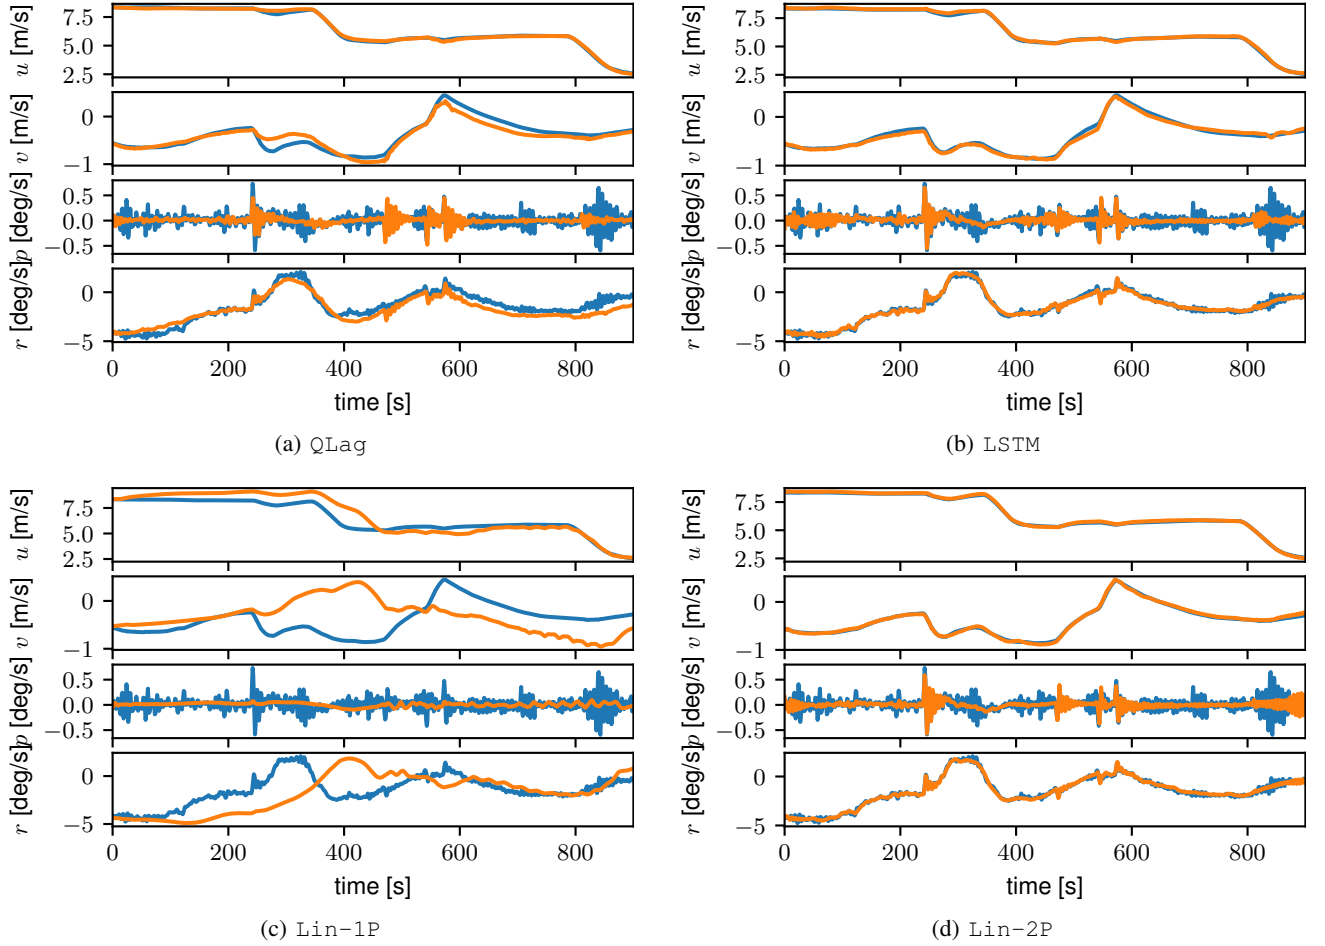 u [m/s]
7.5
5.0
2.5
v [m/s]
0
−1
p [deg/s]
0.5
0.0
−0.5
r [deg/s]
0
−5
0 200 400 600 800
time [s]
(a) QLag
u [m/s]
7.5
5.0
2.5
v [m/s]
0
−1
p [deg/s]
0.5
0.0
−0.5
r [deg/s]
0
−5
0 200 400 600 800
time [s]
(b) LSTM
u [m/s]
7.5
5.0
2.5
v [m/s]
0
−1
p [deg/s]
0.5
0.0
−0.5
r [deg/s]
0
−5
0 200 400 600 800
time [s]
(c) Lin-1P
u [m/s]
7.5
5.0
2.5
v [m/s]
0
−1
p [deg/s]
0.5
0.0
−0.5
r [deg/s]
0
−5
0 200 400 600 800
time [s]
(d) Lin-2P